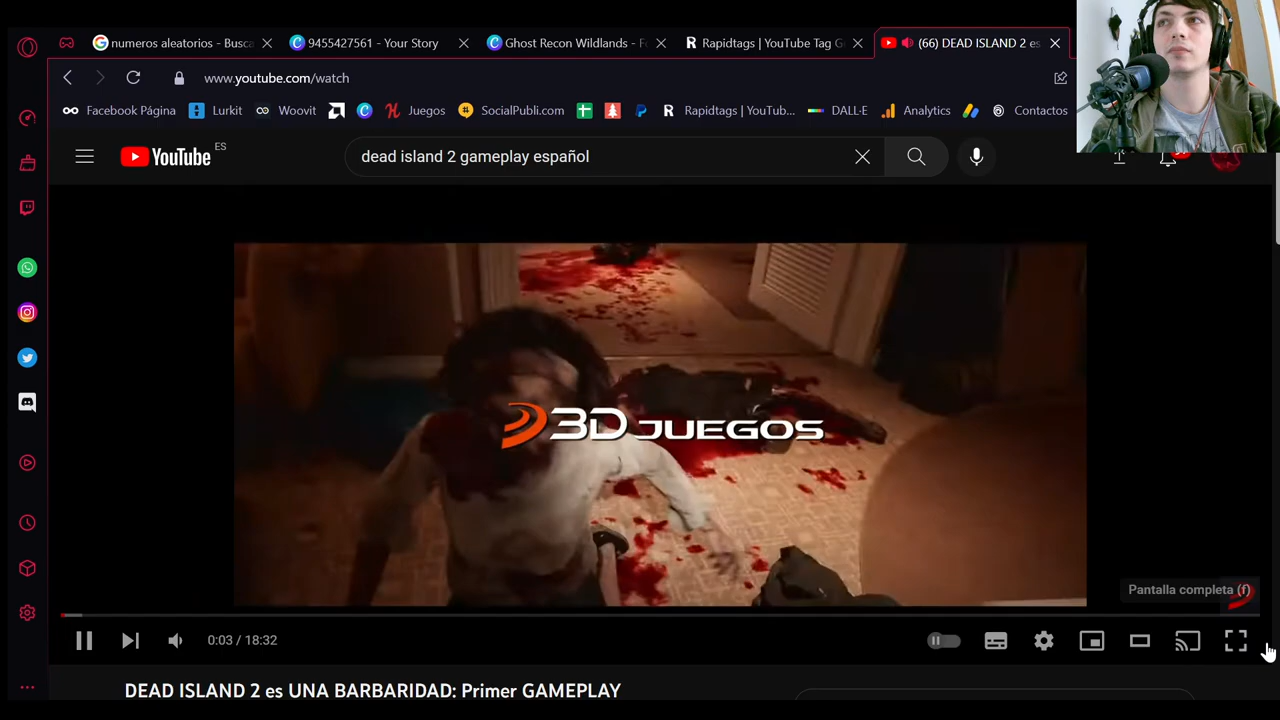 numeros aleatorios - Busca
9455427561 - Your Story
Ghost Recon Wildlands - Fo
Rapidtags | YouTube Tag G
(66) DEAD ISLAND 2 es
www.youtube.com/watch
Facebook Página
Lurkit
Woovit
Juegos
SocialPubli.com
R Rapidtags | YouTub...
DALL·E
Analytics
Contactos
YouTube ES
dead island 2 gameplay español
3D JUEGOS
Pantalla completa (f)
0:03 / 18:32
DEAD ISLAND 2 es UNA BARBARIDAD: Primer GAMEPLAY